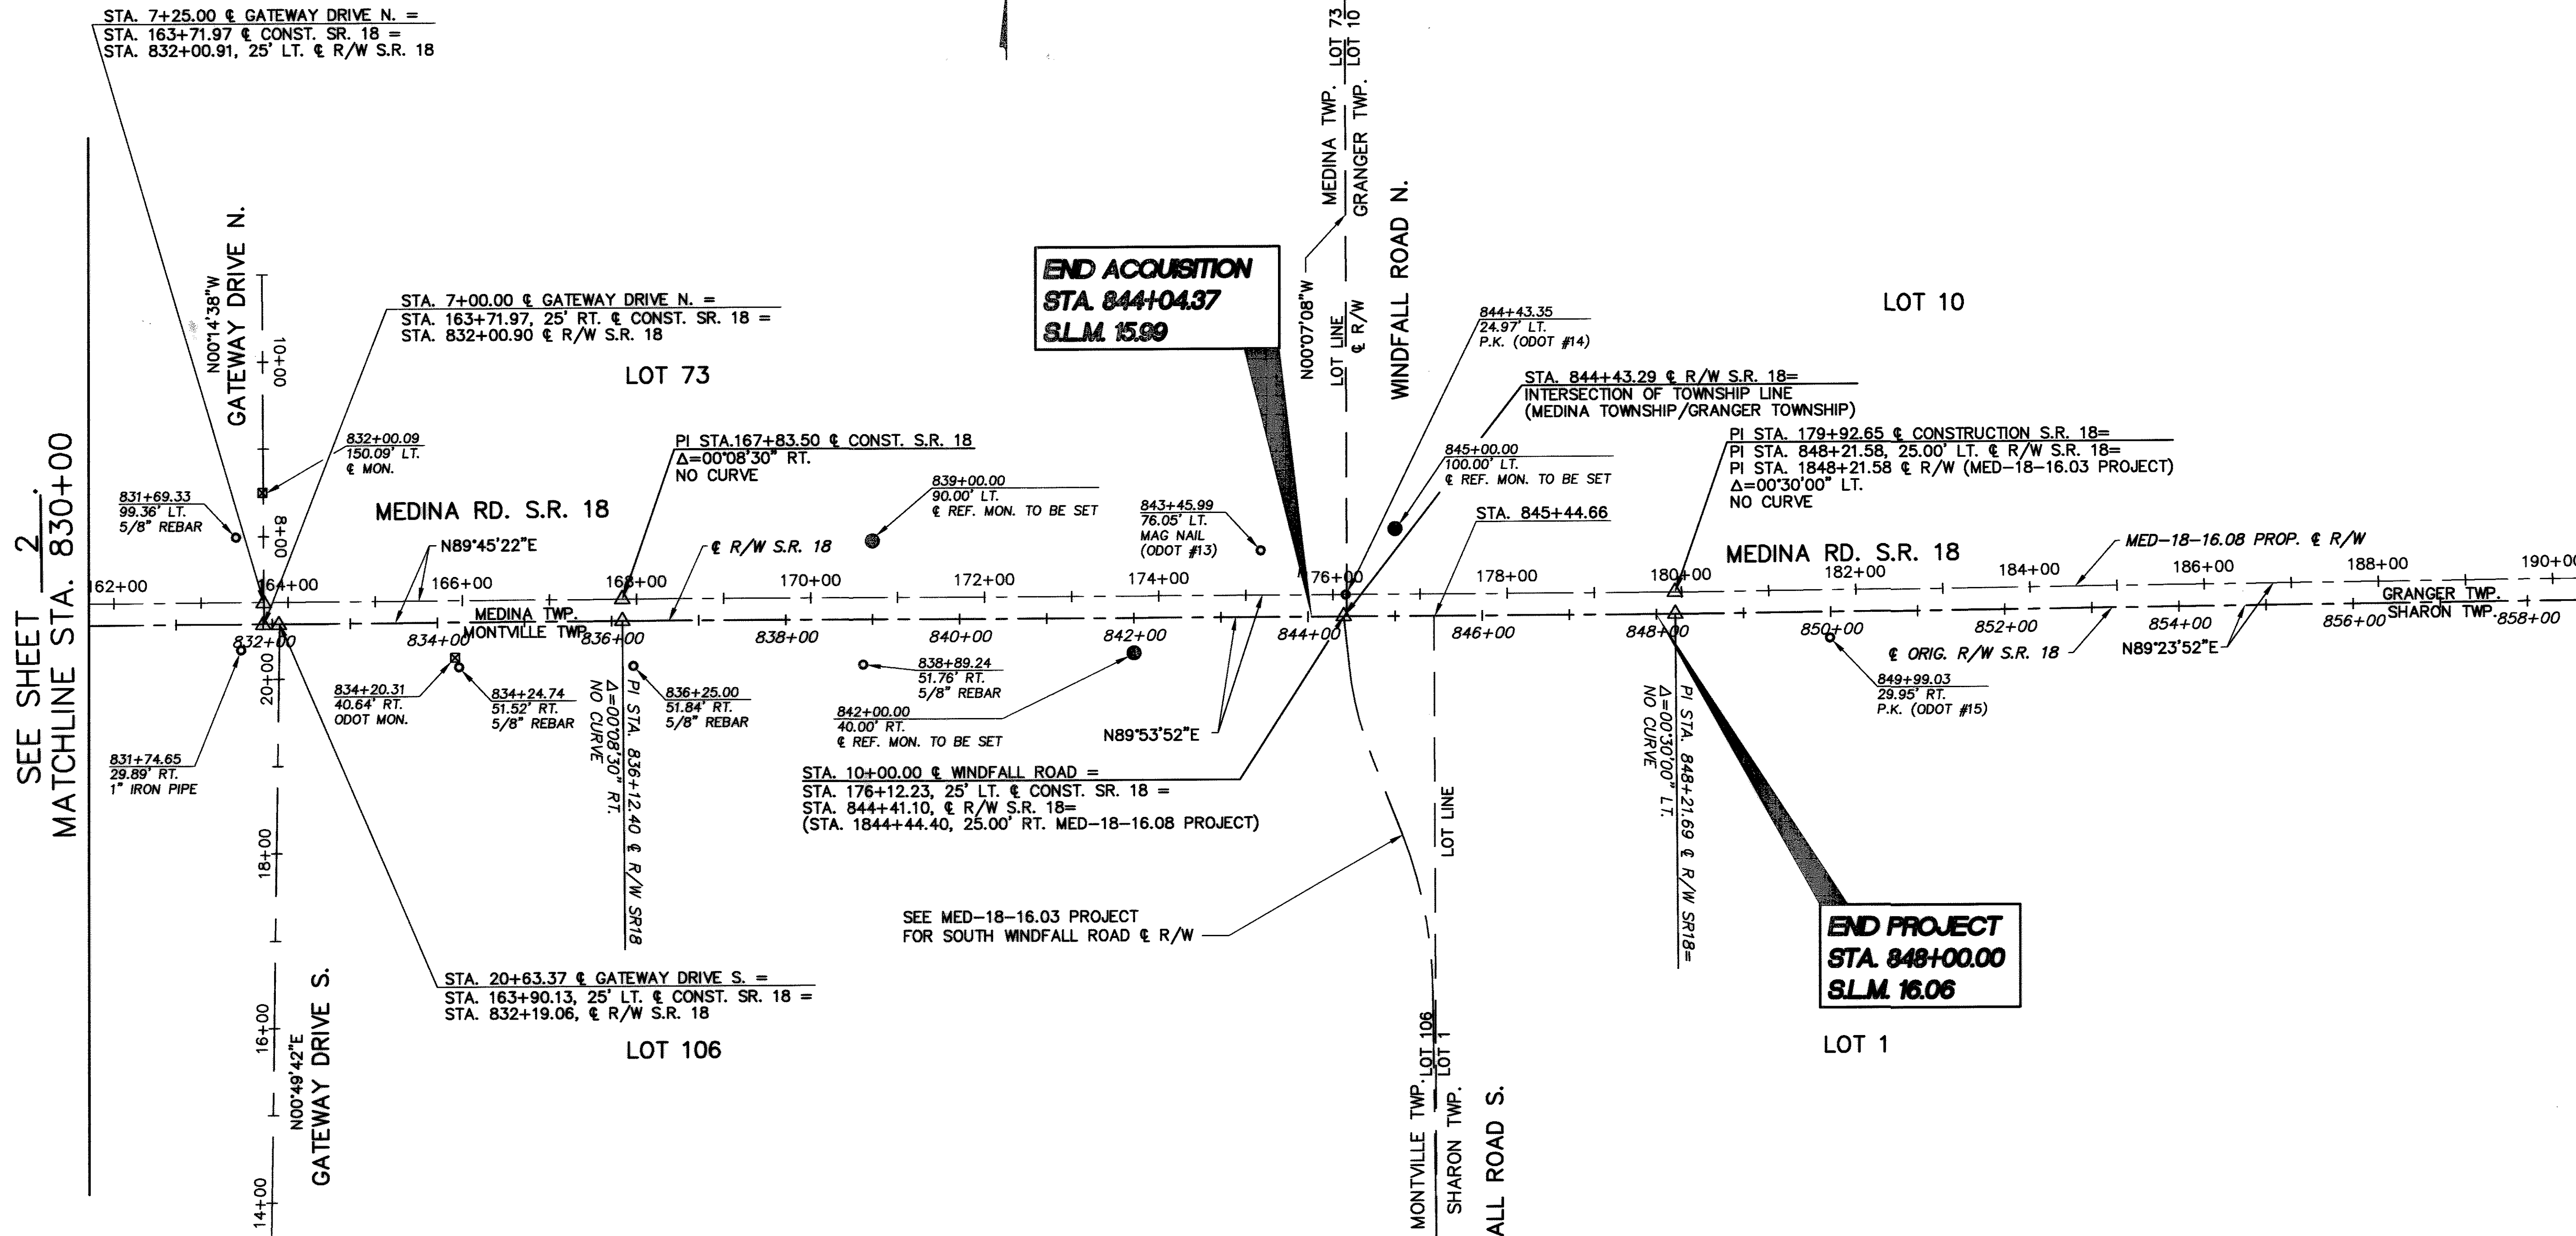 STA. 7+25.00 ℄ GATEWAY DRIVE N. =
STA. 163+71.97 ℄ CONST. SR. 18 =
STA. 832+00.91, 25' LT. ℄ R/W S.R. 18
SEE SHEET 2.
MATCHLINE STA. 830+00
N00°14'38"W
GATEWAY DRIVE N.
10+00
8+00
STA. 7+00.00 ℄ GATEWAY DRIVE N. =
STA. 163+71.97, 25' RT. ℄ CONST. SR. 18 =
STA. 832+00.90 ℄ R/W S.R. 18
LOT 73
832+00.09
150.09' LT.
℄ MON.
831+69.33
99.36' LT.
5/8" REBAR
MEDINA RD. S.R. 18
N89°45'22"E
PI STA.167+83.50 ℄ CONST. S.R. 18
Δ=00°08'30" RT.
NO CURVE
℄ R/W S.R. 18
839+00.00
90.00' LT.
℄ REF. MON. TO BE SET
843+45.99
76.05' LT.
MAG NAIL
(ODOT #13)
END ACQUISITION
STA. 844+04.37
S.L.M. 15.99
MEDINA TWP. LOT 73
GRANGER TWP. LOT 10
N00°07'08"W
LOT LINE
℄ R/W
WINDFALL ROAD N.
844+43.35
24.97' LT.
P.K. (ODOT #14)
STA. 844+43.29 ℄ R/W S.R. 18=
INTERSECTION OF TOWNSHIP LINE
(MEDINA TOWNSHIP/GRANGER TOWNSHIP)
845+00.00
100.00' LT.
℄ REF. MON. TO BE SET
STA. 845+44.66
LOT 10
PI STA. 179+92.65 ℄ CONSTRUCTION S.R. 18=
PI STA. 848+21.58, 25.00' LT. ℄ R/W S.R. 18=
PI STA. 1848+21.58 ℄ R/W (MED-18-16.03 PROJECT)
Δ=00°30'00" LT.
NO CURVE
MEDINA RD. S.R. 18
MED-18-16.08 PROP. ℄ R/W
162+00 164+00 166+00 168+00 170+00 172+00 174+00 176+00 178+00 180+00 182+00 184+00 186+00 188+00 190+00
MEDINA TWP.
MONTVILLE TWP.
GRANGER TWP.
SHARON TWP.
832+00 834+00 836+00 838+00 840+00 842+00 844+00 846+00 848+00 850+00 852+00 854+00 856+00 858+00
20+00
834+20.31
40.64' RT.
ODOT MON.
834+24.74
51.52' RT.
5/8" REBAR
PI STA. 836+12.40 ℄ R/W SR18
Δ=00°08'30" RT.
NO CURVE
836+25.00
51.84' RT.
5/8" REBAR
838+89.24
51.76' RT.
5/8" REBAR
842+00.00
40.00' RT.
℄ REF. MON. TO BE SET
N89°53'52"E
℄ ORIG. R/W S.R. 18
N89°23'52"E
849+99.03
29.95' RT.
P.K. (ODOT #15)
PI STA. 848+21.69 ℄ R/W SR18=
Δ=00°30'00" LT.
NO CURVE
831+74.65
29.89' RT.
1" IRON PIPE
STA. 10+00.00 ℄ WINDFALL ROAD =
STA. 176+12.23, 25' LT. ℄ CONST. SR. 18 =
STA. 844+41.10, ℄ R/W S.R. 18=
(STA. 1844+44.40, 25.00' RT. MED-18-16.08 PROJECT)
LOT LINE
18+00
SEE MED-18-16.03 PROJECT
FOR SOUTH WINDFALL ROAD ℄ R/W
END PROJECT
STA. 848+00.00
S.L.M. 16.06
STA. 20+63.37 ℄ GATEWAY DRIVE S. =
STA. 163+90.13, 25' LT. ℄ CONST. SR. 18 =
STA. 832+19.06, ℄ R/W S.R. 18
16+00
N00°49'42"E
GATEWAY DRIVE S.
14+00
LOT 106
LOT 1
MONTVILLE TWP. LOT 106
SHARON TWP. LOT 1
ALL ROAD S.